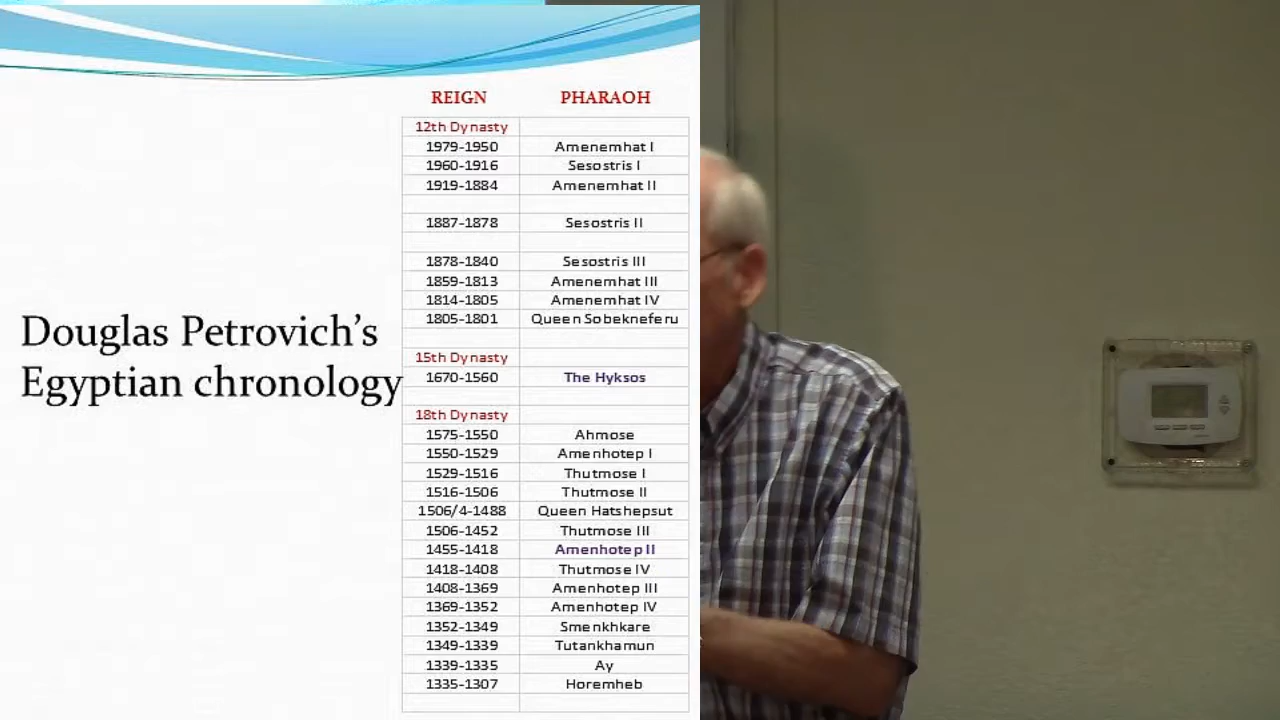 REIGN PHARAOH
12th Dynasty
1979-1950 Amenemhat I
1960-1916 Sesostris I
1919-1884 Amenemhat II
1887-1878 Sesostris II
1878-1840 Sesostris III
1859-1813 Amenemhat III
1814-1805 Amenemhat IV
1805-1801 Queen Sobekneferu
15th Dynasty
1670-1560 The Hyksos
18th Dynasty
1575-1550 Ahmose
1550-1529 Amenhotep I
1529-1516 Thutmose I
1516-1506 Thutmose II
1506/4-1488 Queen Hatshepsut
1506-1452 Thutmose III
1455-1418 Amenhotep II
1418-1408 Thutmose IV
1408-1369 Amenhotep III
1369-1352 Amenhotep IV
1352-1349 Smenkhkare
1349-1339 Tutankhamun
1339-1335 Ay
1335-1307 Horemheb
Douglas Petrovich's
Egyptian chronology